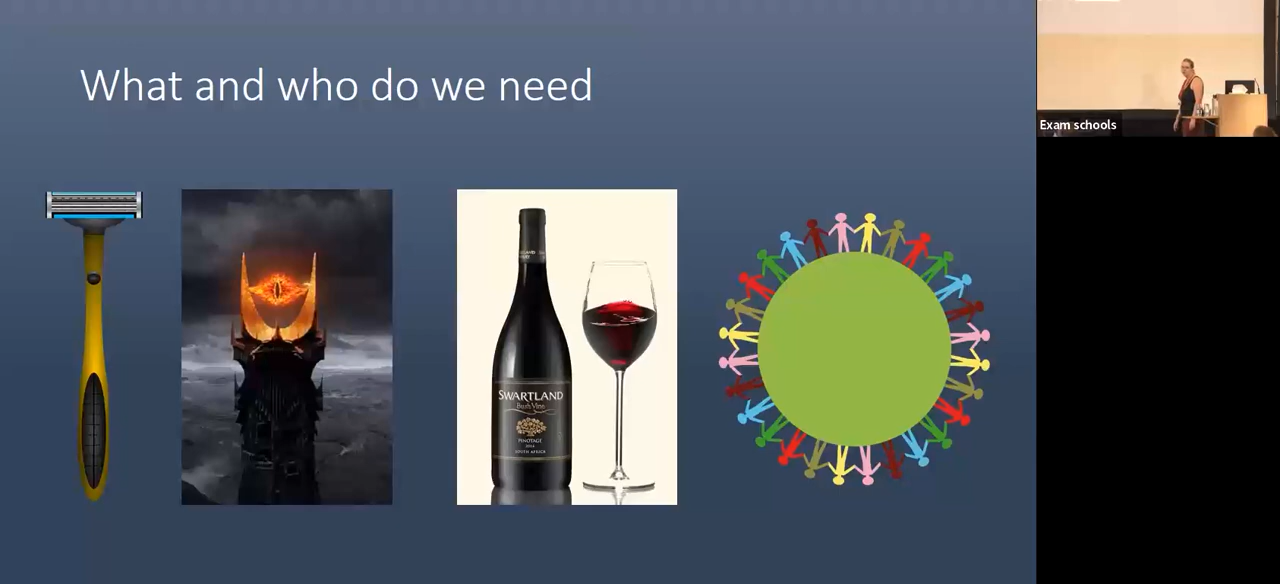 What and who do we need
Exam schools
SWARTLAND
Bush Vine
PINOTAGE
SOUTH AFRICA